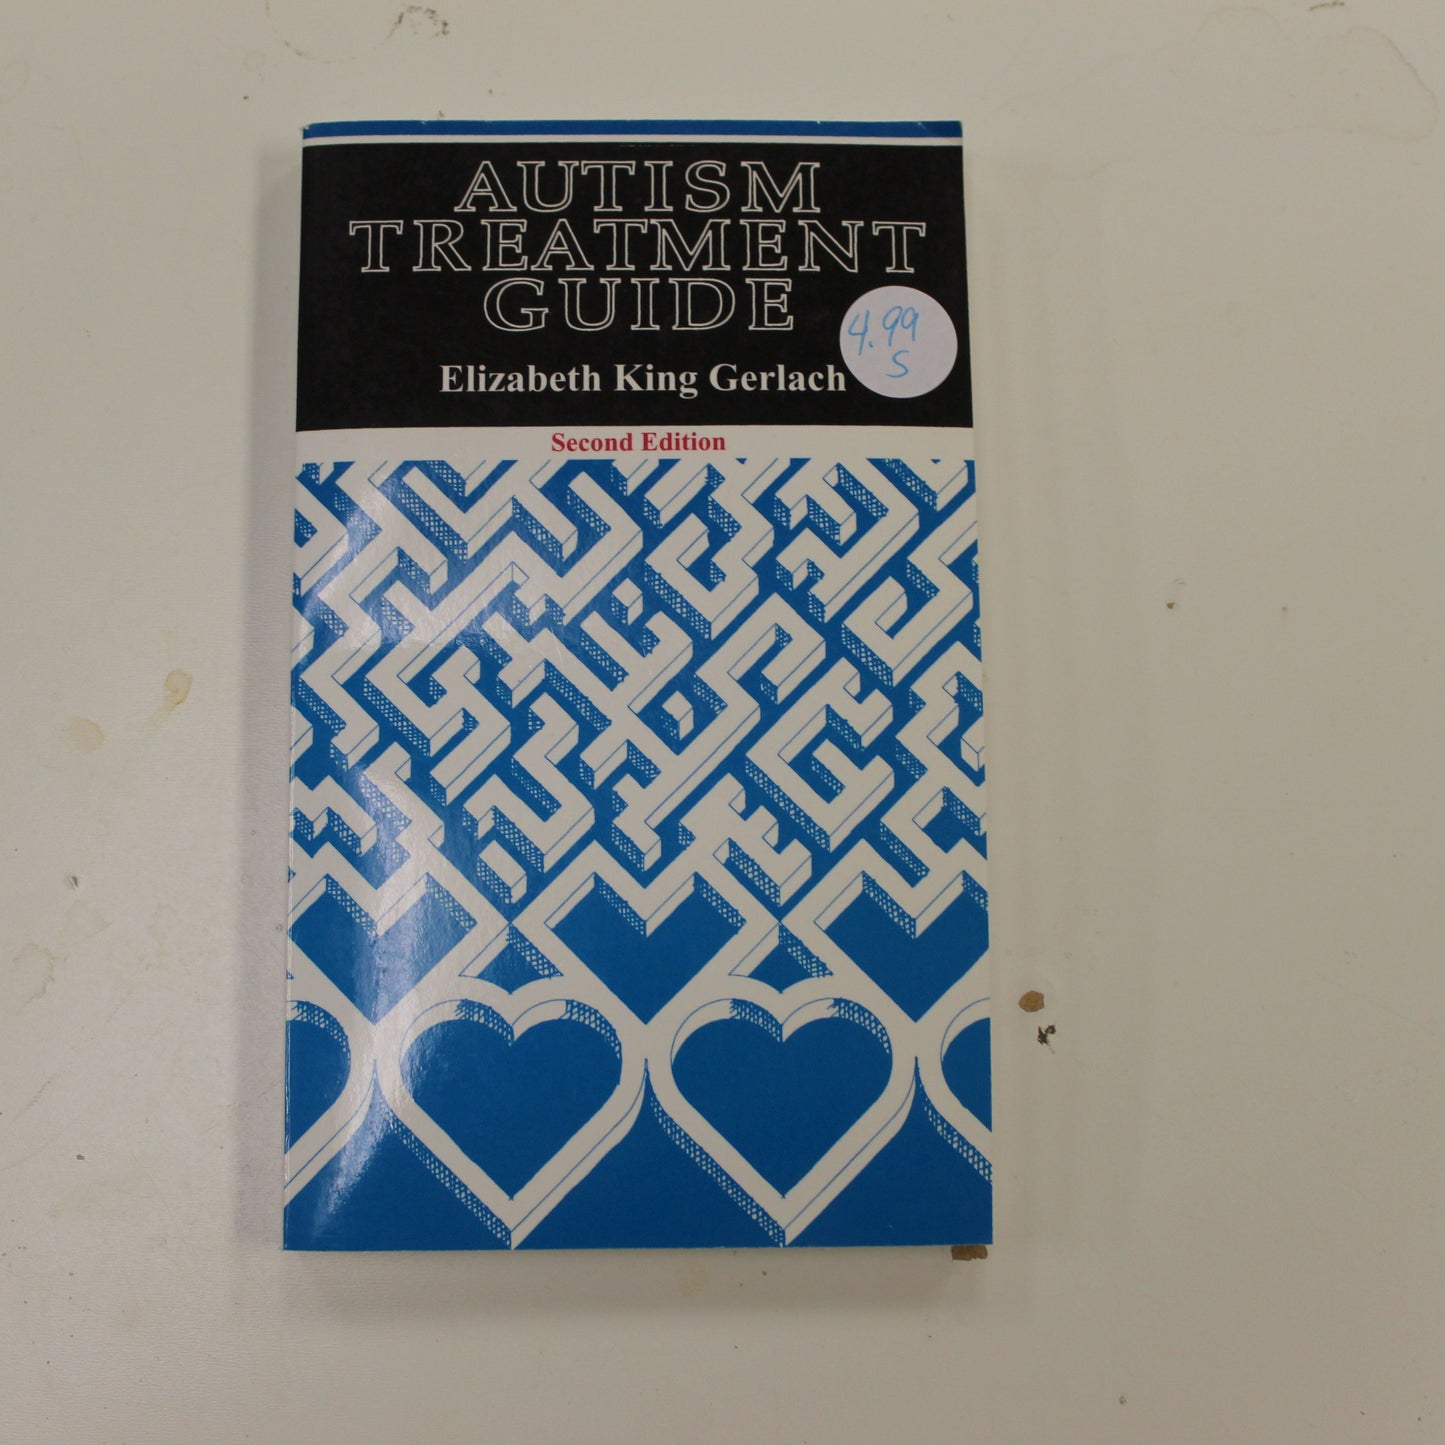 AUTISM
TREATMENT
GUIDE
4.99
S
Elizabeth King Gerlach
Second Edition